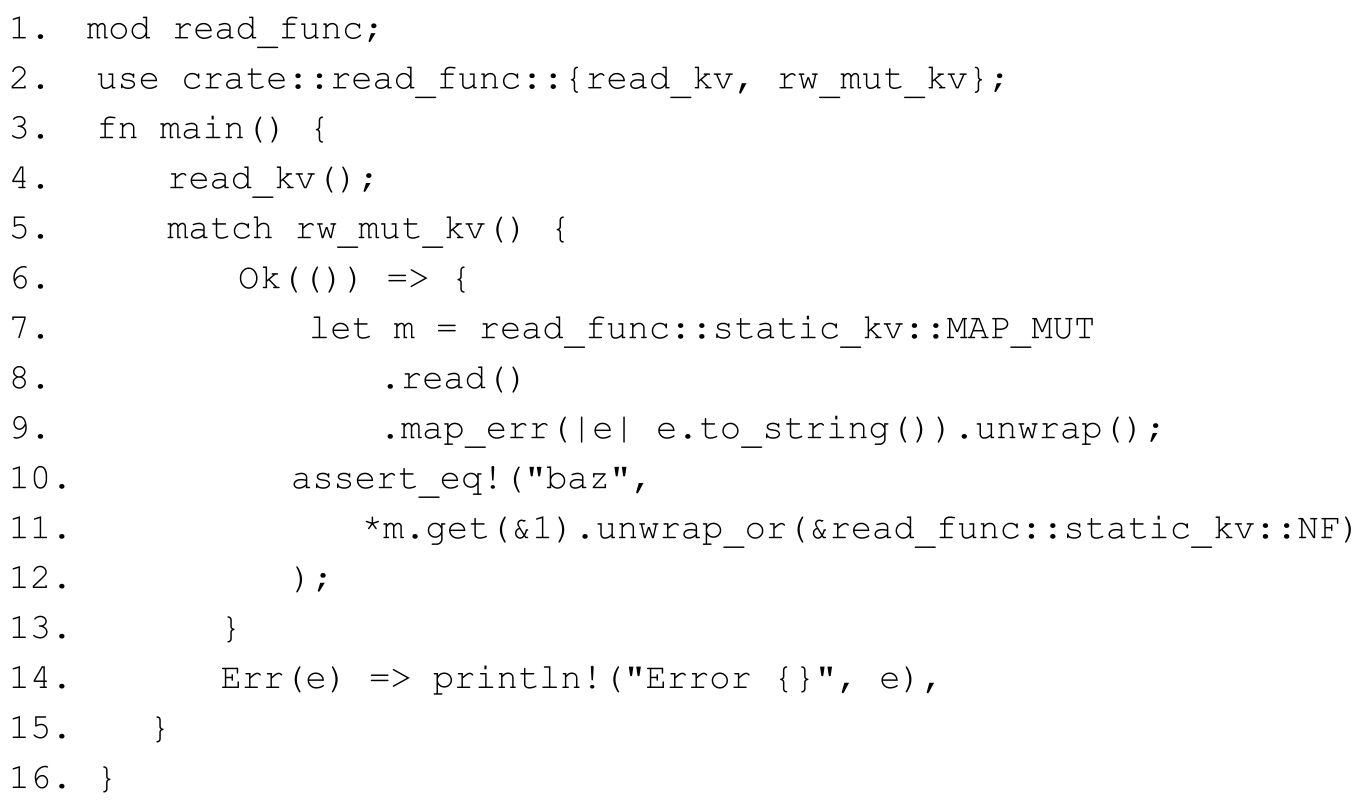 1. mod read_func;
2. use crate::read_func::{read_kv, rw_mut_kv};
3. fn main() {
4. read_kv();
5. match rw_mut_kv() {
6. Ok(()) => {
7. let m = read_func::static_kv::MAP_MUT
8. .read()
9. .map_err(|e| e.to_string()).unwrap();
10. assert_eq!("baz",
11. *m.get(&1).unwrap_or(&read_func::static_kv::NF)
12. );
13. }
14. Err(e) => println!("Error {}", e),
15. }
16. }